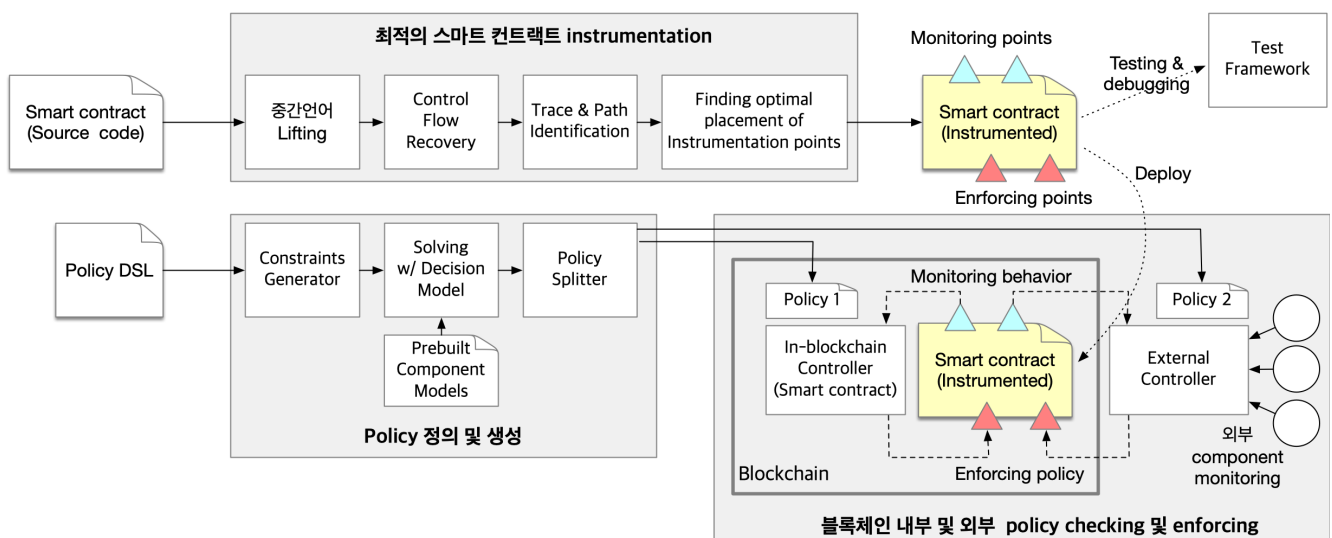 최적의 스마트 컨트랙트 instrumentation
Smart contract
(Source code)
중간언어
Lifting
Control
Flow
Recovery
Trace & Path
Identification
Finding optimal
placement of
Instrumentation points
Monitoring points
Smart contract
(Instrumented)
Enrforcing points
Testing &
debugging
Test
Framework
Deploy
Policy DSL
Constraints
Generator
Solving
w/ Decision
Model
Policy
Splitter
Prebuilt
Component
Models
Policy 정의 및 생성
Monitoring behavior
Policy 1
In-blockchain
Controller
(Smart contract)
Smart contract
(Instrumented)
Enforcing policy
Blockchain
Policy 2
External
Controller
외부
component
monitoring
블록체인 내부 및 외부 policy checking 및 enforcing